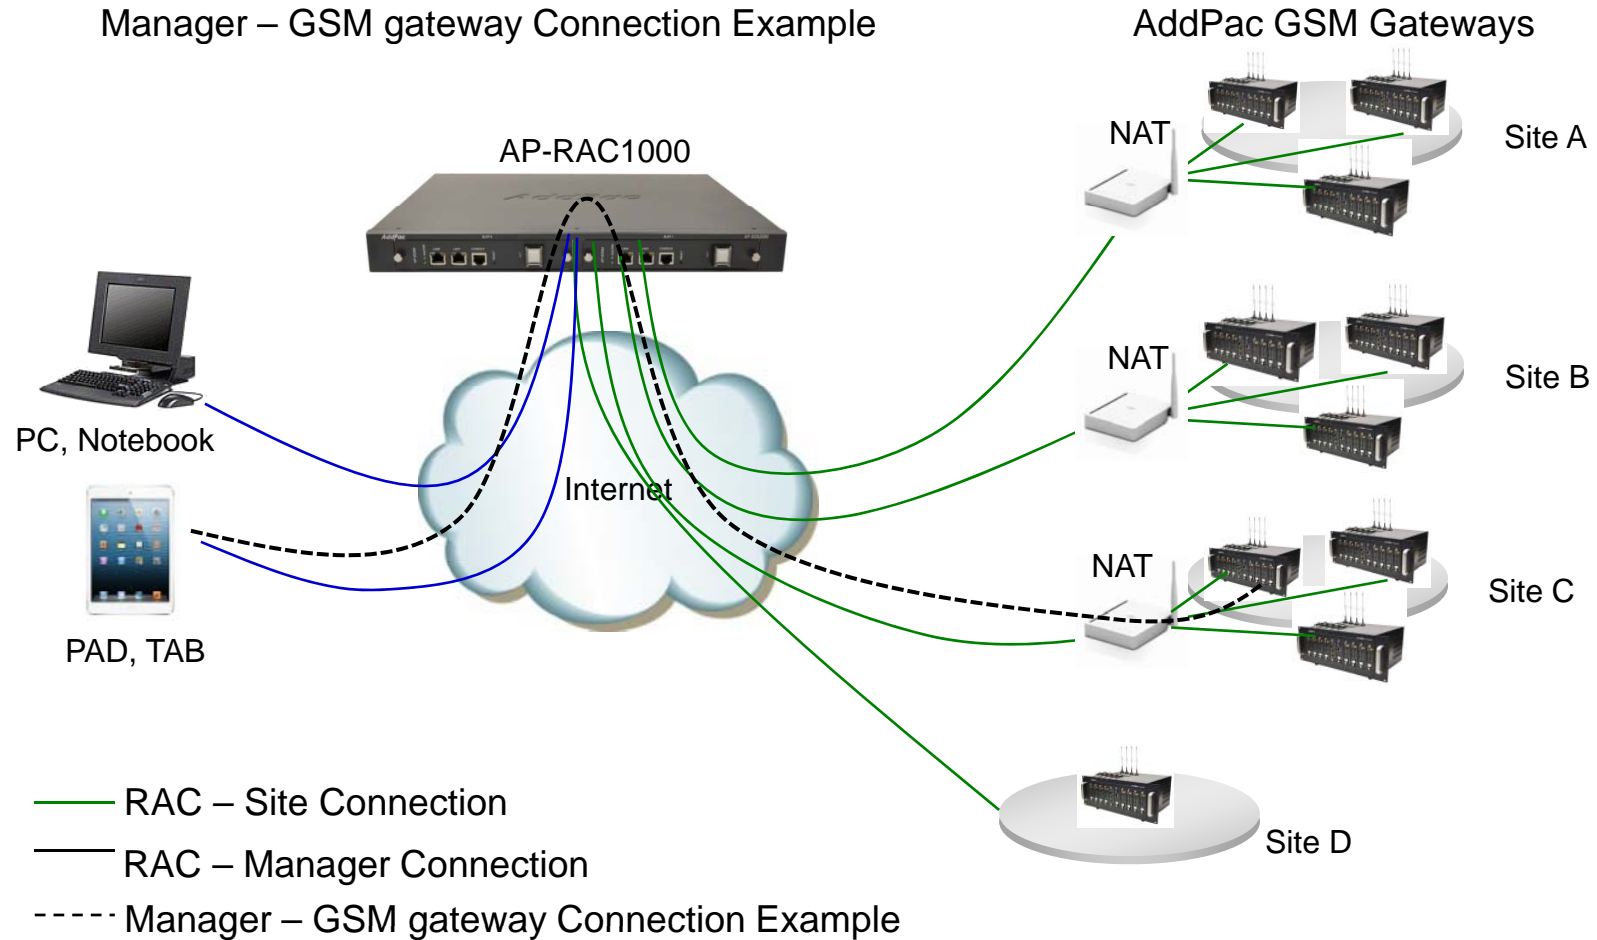 Manager – GSM gateway Connection Example
AddPac GSM Gateways
AP-RAC1000
NAT
Site A
AddPac
NAT
Site B
PC, Notebook
Internet
NAT
Site C
PAD, TAB
Site D
RAC – Site Connection
RAC – Manager Connection
Manager – GSM gateway Connection Example